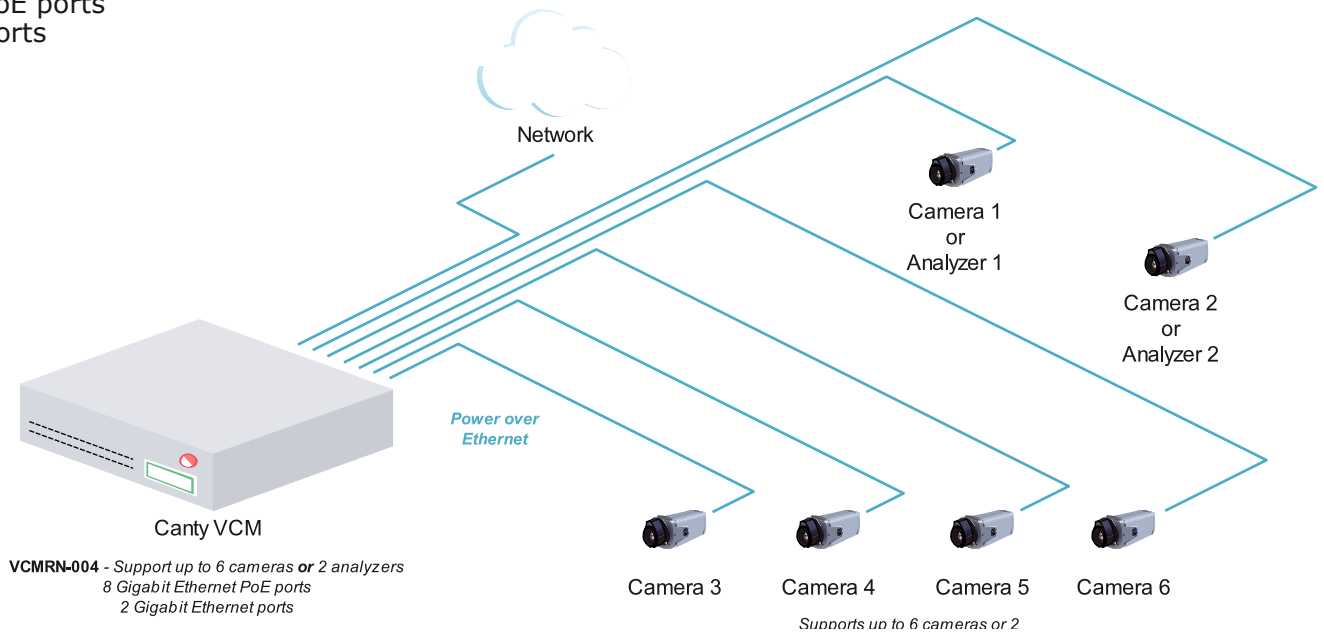 PoE ports
ports
Network
Camera 1
or
Analyzer 1
Camera 2
or
Analyzer 2
Power over
Ethernet
Canty VCM
VCMRN-004 - Support up to 6 cameras or 2 analyzers
8 Gigabit Ethernet PoE ports
2 Gigabit Ethernet ports
Camera 3
Camera 4
Camera 5
Camera 6
Supports up to 6 cameras or 2